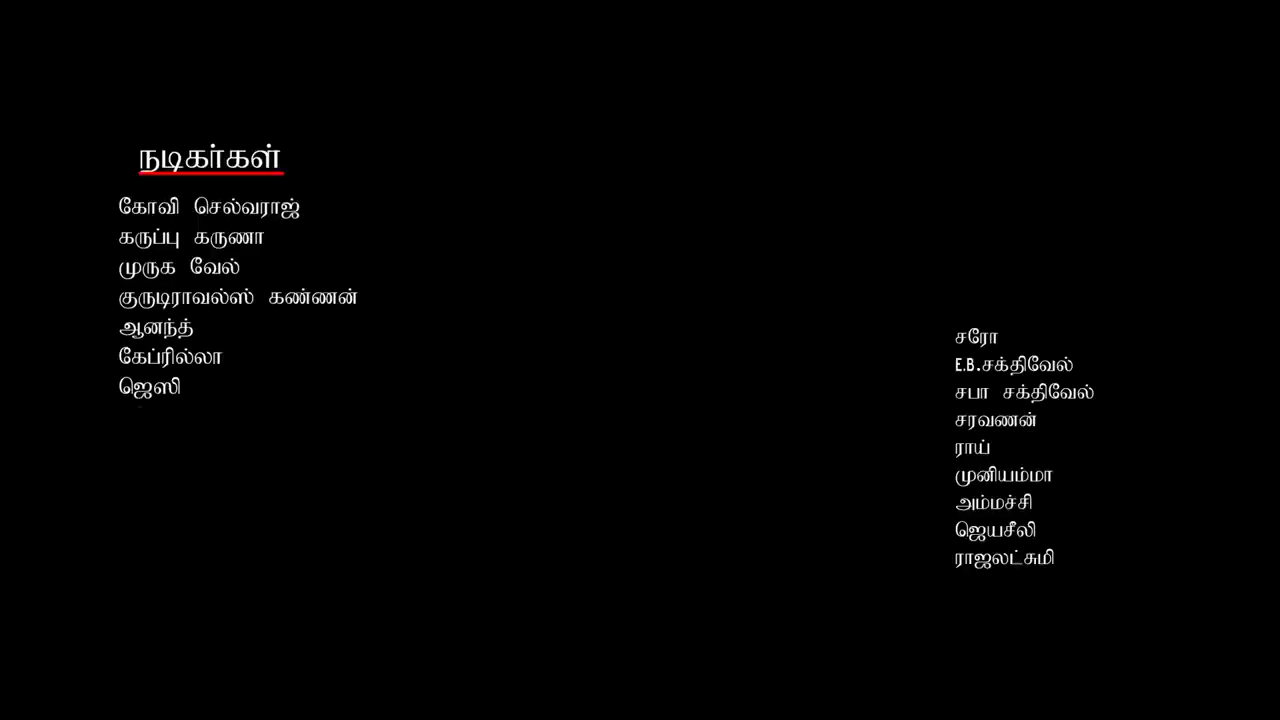 நடிகர்கள்
கோவி செல்வராஜ்
கருப்பு கருணா
முருக வேல்
குருடிராவல்ஸ் கண்ணன்
ஆனந்த்
கேப்ரில்லா
ஜெஸி
சரோ
E.B.சக்திவேல்
சபா சக்திவேல்
சரவணன்
ராய்
முனியம்மா
அம்மச்சி
ஜெயசீலி
ராஜலட்சுமி